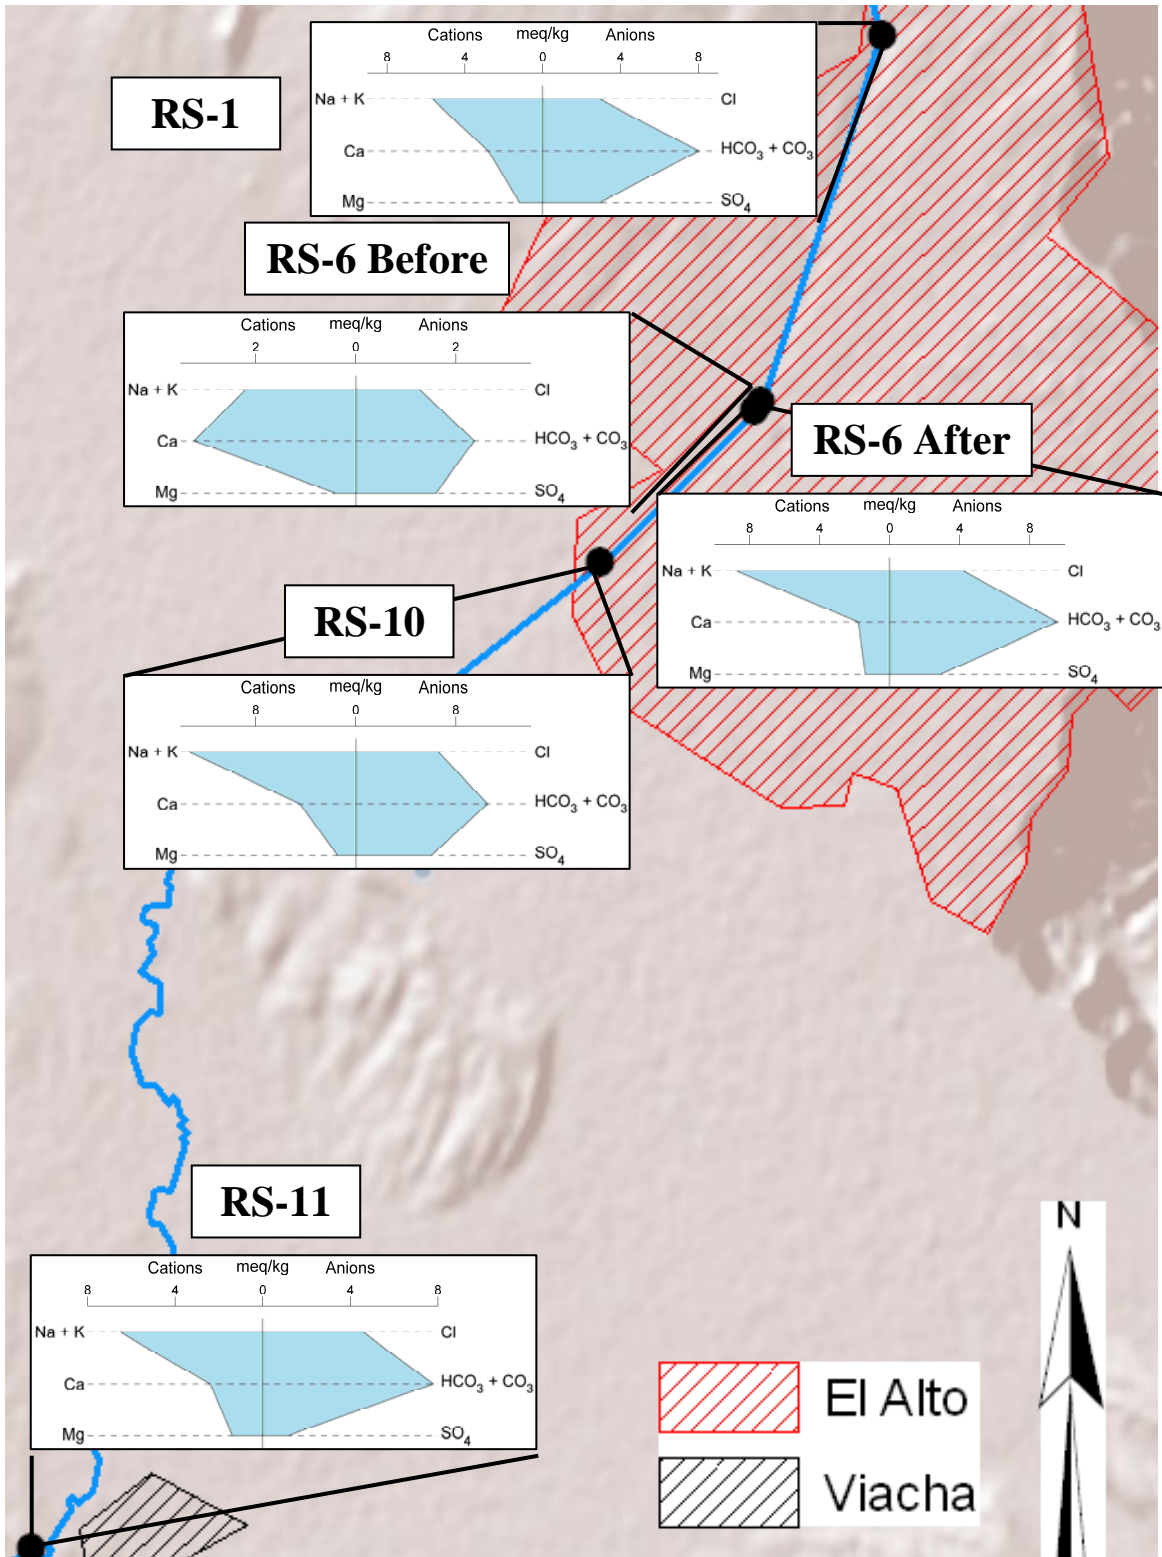 Cations meq/kg Anions
8 4 0 4 8
RS-1
Na + K Cl
Ca HCO₃ + CO₃
Mg SO₄
RS-6 Before
Cations meq/kg Anions
2 0 2
Na + K Cl
Ca HCO₃ + CO₃
Mg SO₄
RS-6 After
Cations meq/kg Anions
8 4 0 4 8
Na + K Cl
Ca HCO₃ + CO₃
Mg SO₄
RS-10
Cations meq/kg Anions
8 0 8
Na + K Cl
Ca HCO₃ + CO₃
Mg SO₄
RS-11
Cations meq/kg Anions
8 4 0 4 8
Na + K Cl
Ca HCO₃ + CO₃
Mg SO₄
N
El Alto
Viacha